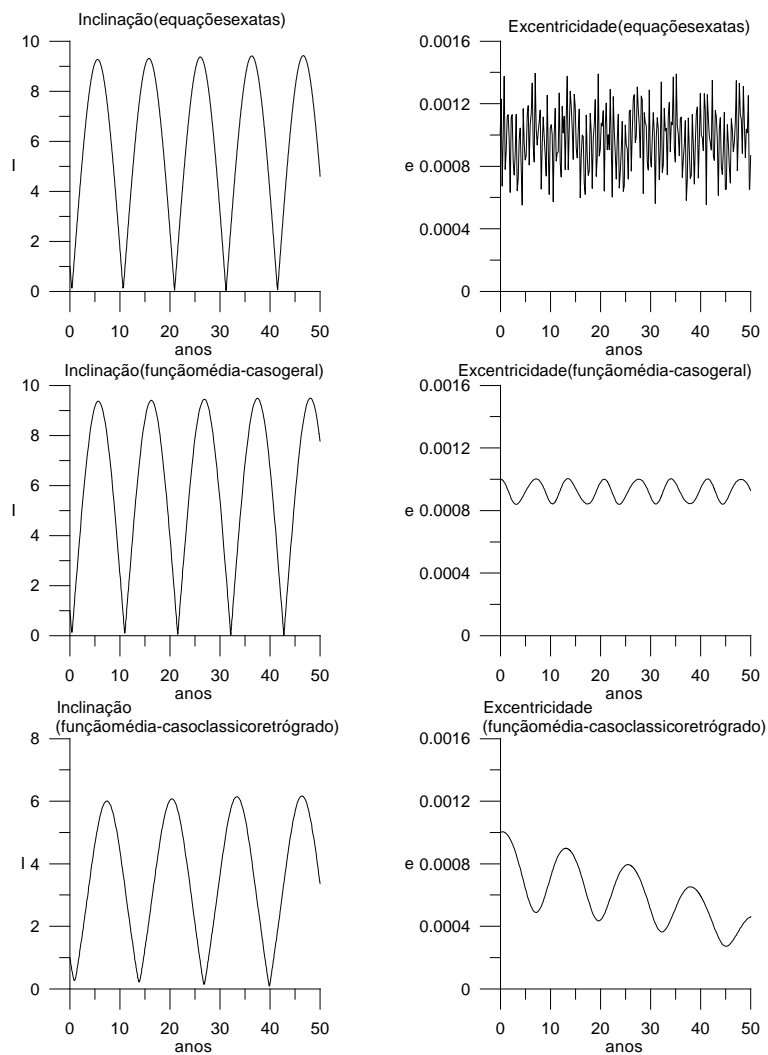 Inclinação(equaçõesexatas)
10
8
6
4
2
0
I
0 10 20 30 40 50
anos
Excentricidade(equaçõesexatas)
0.0016
0.0012
0.0008
0.0004
0
e
0 10 20 30 40 50
anos
Inclinação(funçãomédia-casogeral)
10
8
6
4
2
0
I
0 10 20 30 40 50
anos
Excentricidade(funçãomédia-casogeral)
0.0016
0.0012
0.0008
0.0004
0
e
0 10 20 30 40 50
anos
Inclinação
(funçãomédia-casoclassicoretrógrado)
8
6
4
2
0
I
0 10 20 30 40 50
anos
Excentricidade
(funçãomédia-casoclassicoretrógrado)
0.0016
0.0012
0.0008
0.0004
0
e
0 10 20 30 40 50
anos